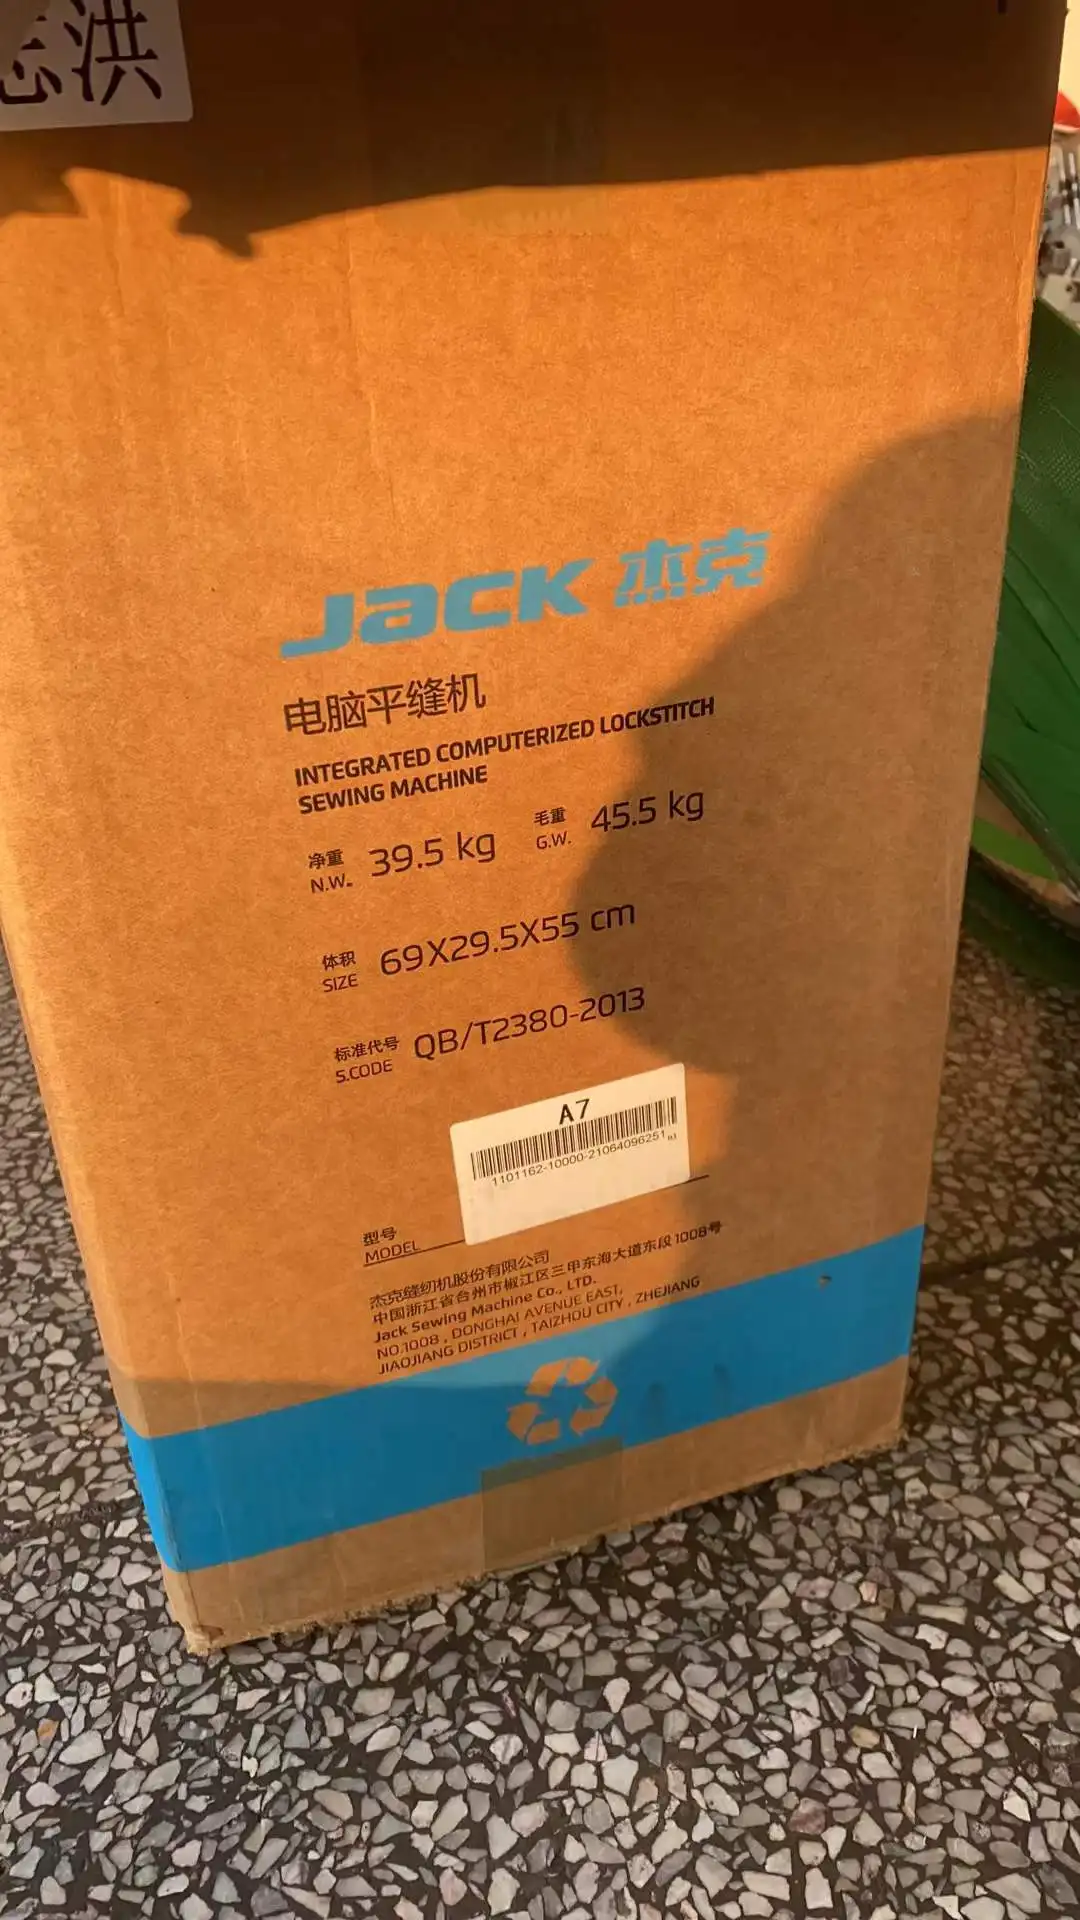 志洪
Jack 杰克
电脑平缝机
INTEGRATED COMPUTERIZED LOCKSTITCH
SEWING MACHINE
净重 N.W. 39.5 kg 毛重 G.W. 45.5 kg
体积 SIZE 69X29.5X55 cm
标准代号 S.CODE QB/T2380-2013
A7
1101162-10000-21064096251
型号
MODEL
杰克缝纫机股份有限公司
中国浙江省台州市椒江区三甲东海大道东段1008号
Jack Sewing Machine Co., LTD.
NO.1008 , DONGHAI AVENUE EAST,
JIAOJIANG DISTRICT , TAIZHOU CITY , ZHEJIANG